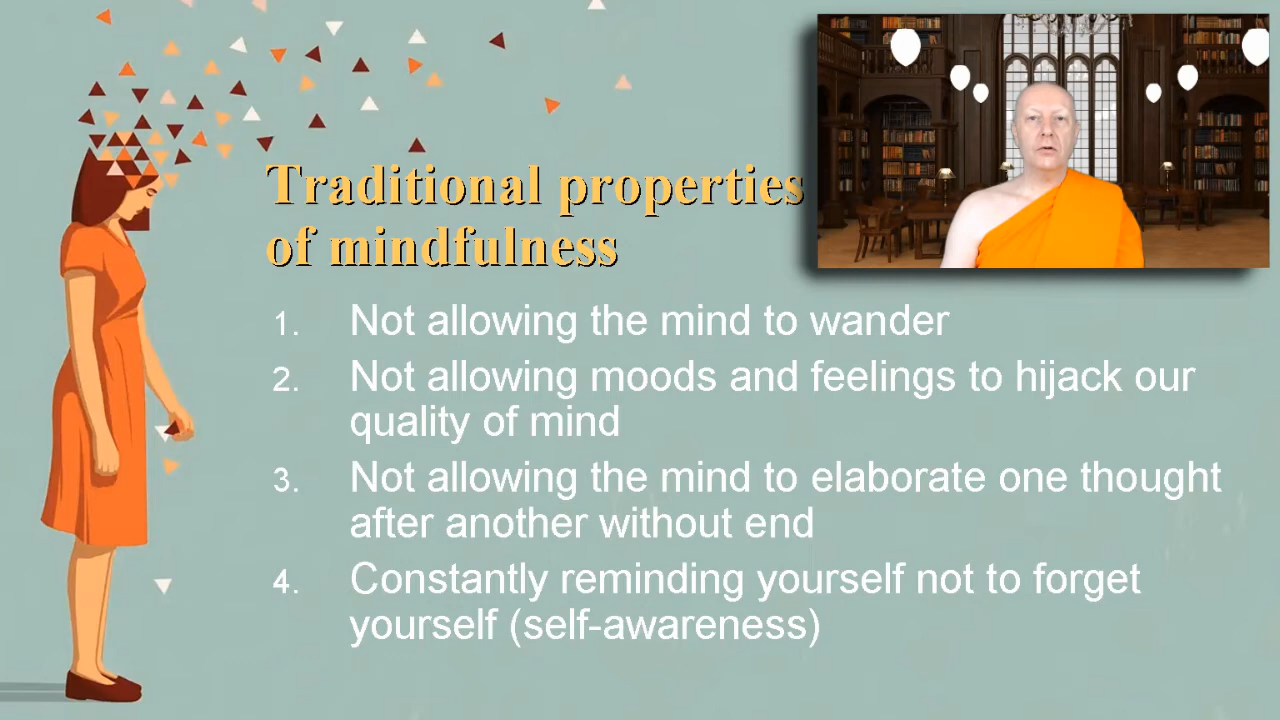 Traditional properties
of mindfulness
1. Not allowing the mind to wander
2. Not allowing moods and feelings to hijack our
quality of mind
3. Not allowing the mind to elaborate one thought
after another without end
4. Constantly reminding yourself not to forget
yourself (self-awareness)